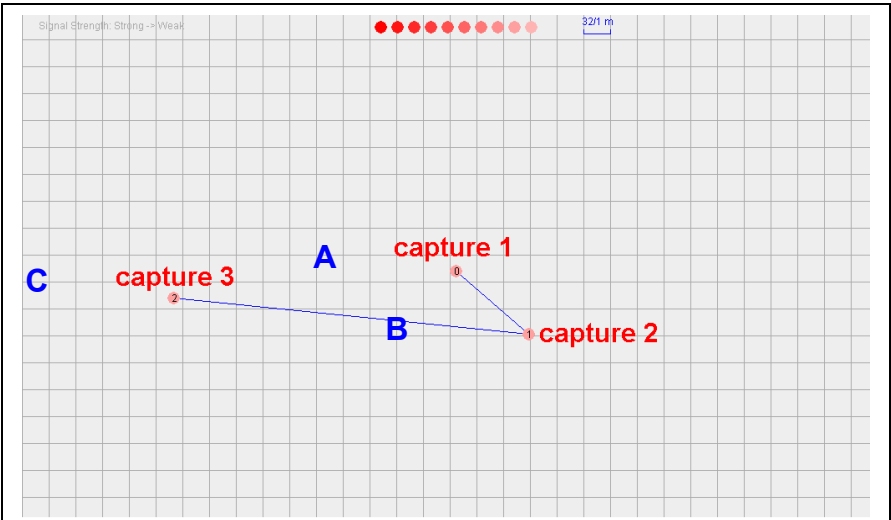 Signal Strength: Strong -> Weak
32/1 m
A
capture 1
0
C
capture 3
2
B
1
capture 2